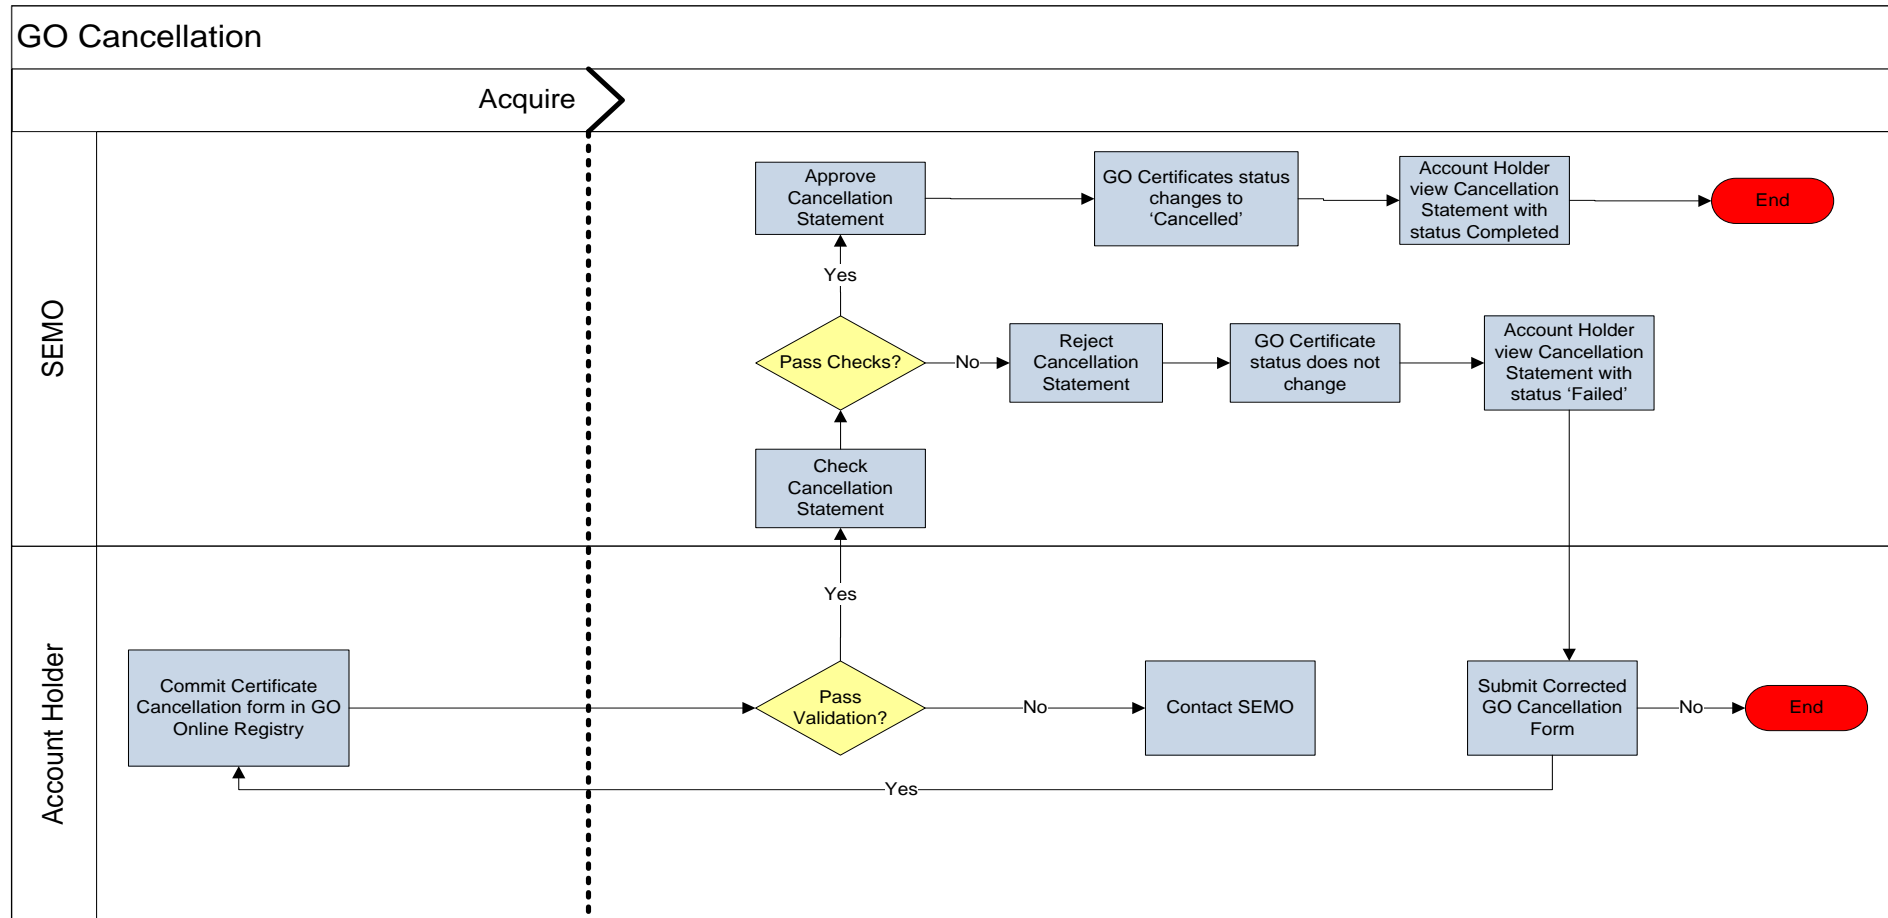 GO Cancellation
Acquire
SEMO
Approve
Cancellation
Statement
GO Certificates status
changes to
‘Cancelled’
Account Holder
view Cancellation
Statement with
status Completed
End
Yes
Pass Checks?
No
Reject
Cancellation
Statement
GO Certificate
status does not
change
Account Holder
view Cancellation
Statement with
status ‘Failed’
Check
Cancellation
Statement
Account Holder
Yes
Commit Certificate
Cancellation form in GO
Online Registry
Pass
Validation?
No
Contact SEMO
Submit Corrected
GO Cancellation
Form
No
End
Yes